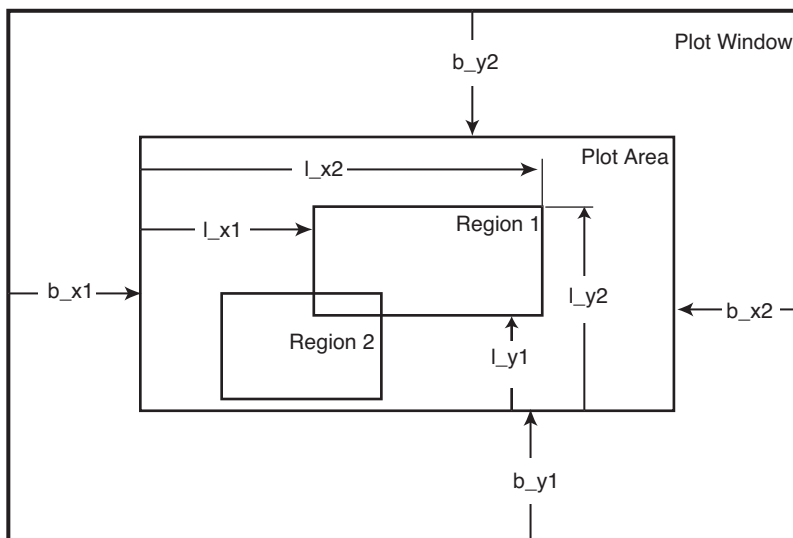 Plot Window
b_y2
Plot Area
l_x2
Region 1
l_x1
b_x1
l_y2
b_x2
Region 2
l_y1
b_y1